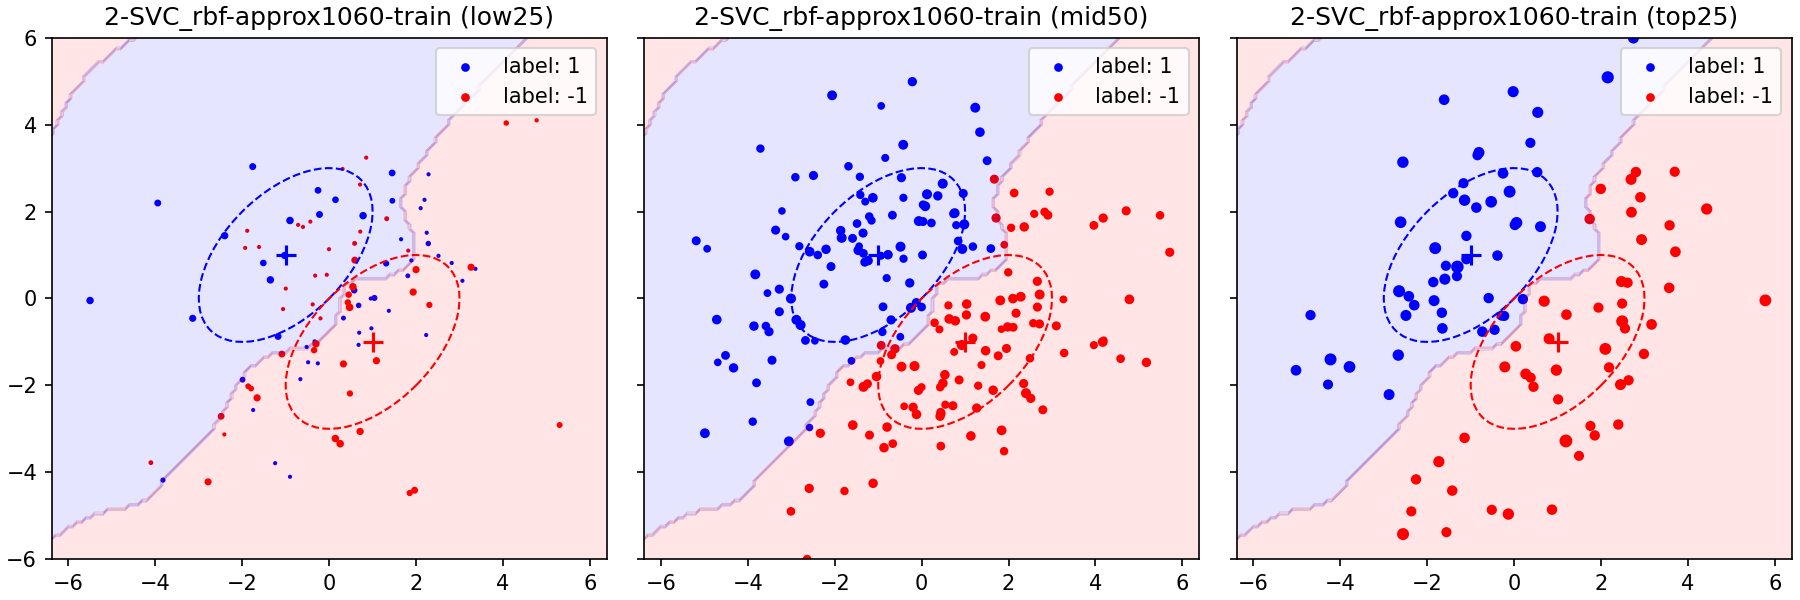 2-SVC_rbf-approx1060-train (low25)
2-SVC_rbf-approx1060-train (mid50)
2-SVC_rbf-approx1060-train (top25)
label: 1
label: -1
label: 1
label: -1
label: 1
label: -1
6
4
2
0
−2
−4
−6
−6 −4 −2 0 2 4 6
−6 −4 −2 0 2 4 6
−6 −4 −2 0 2 4 6